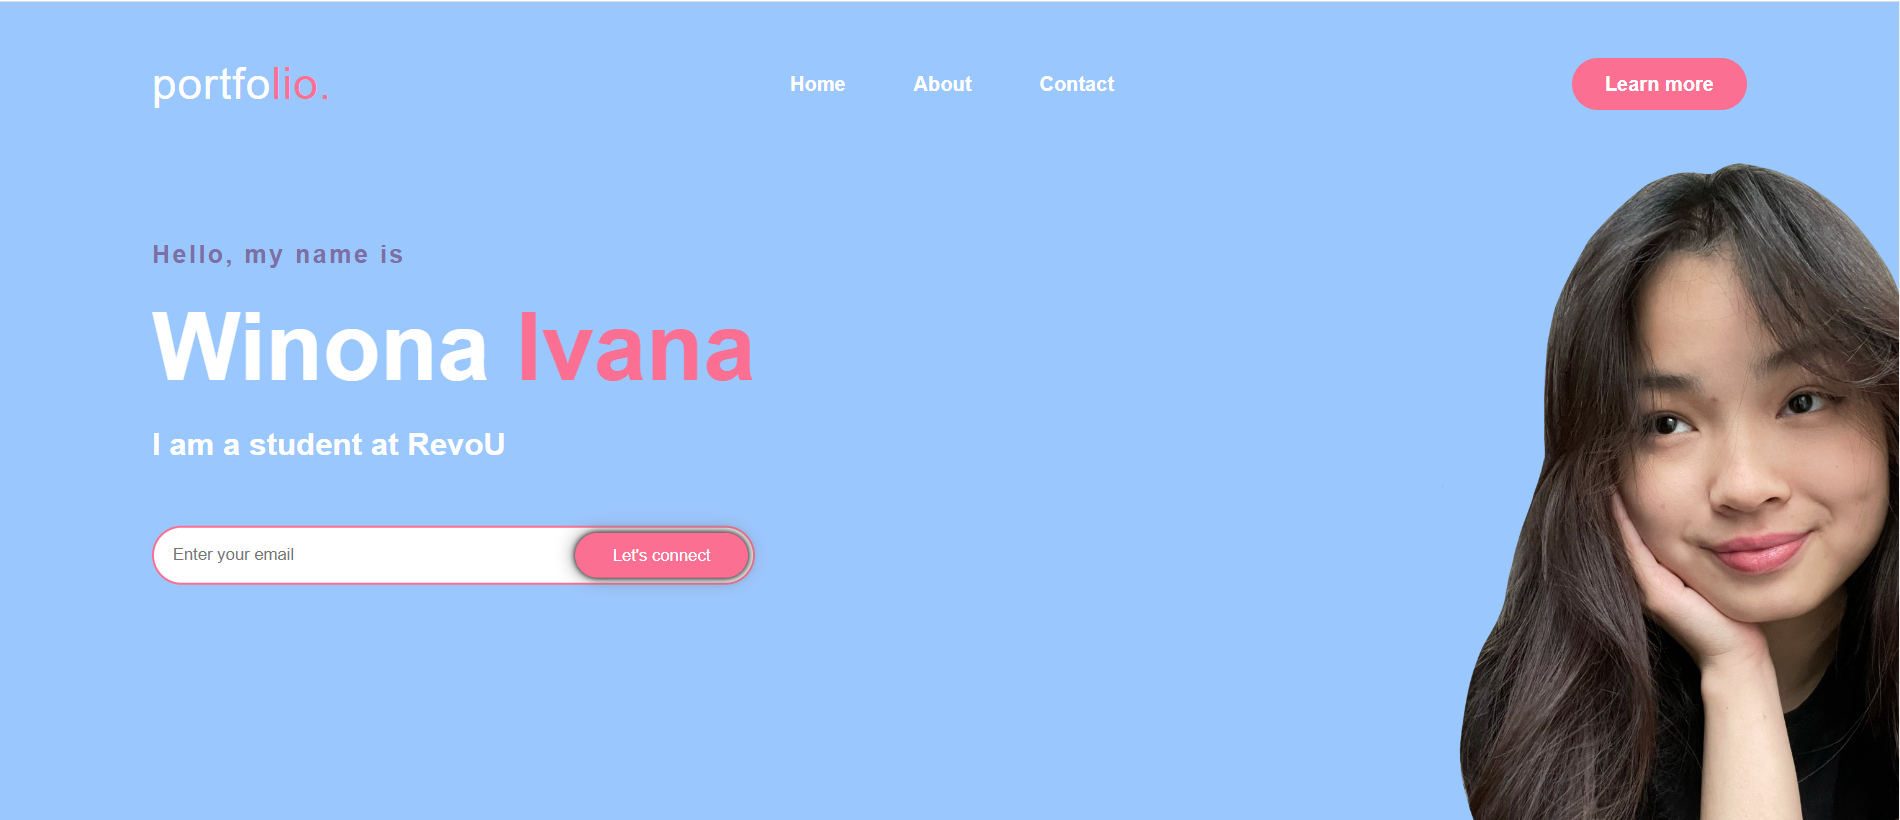 portfolio.
Home
About
Contact
Learn more
Hello, my name is
Winona Ivana
I am a student at RevoU
Enter your email
Let's connect